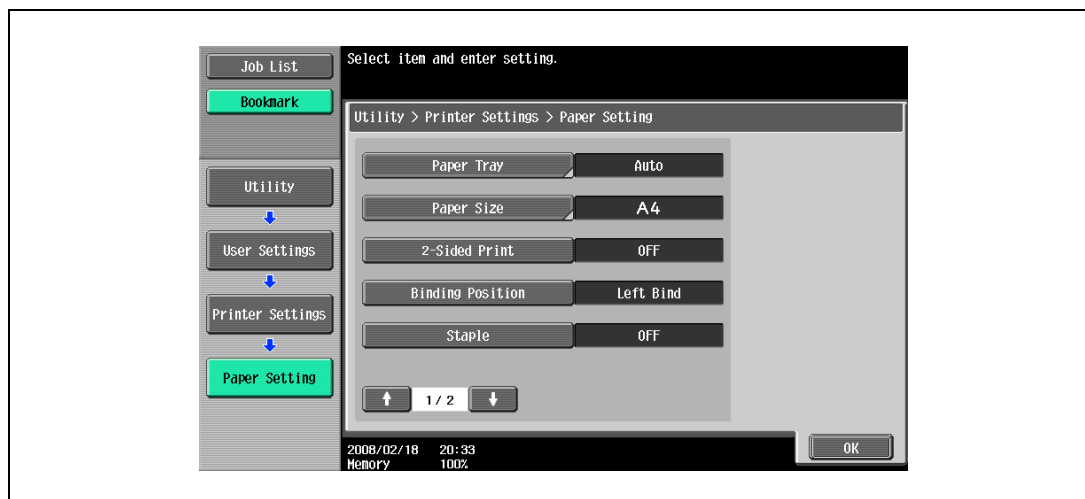 Job List
Bookmark
Utility
User Settings
Printer Settings
Paper Setting
Select item and enter setting.
Utility > Printer Settings > Paper Setting
Paper Tray Auto
Paper Size A4
2-Sided Print OFF
Binding Position Left Bind
Staple OFF
1/ 2
2008/02/18 20:33
Memory 100%
OK